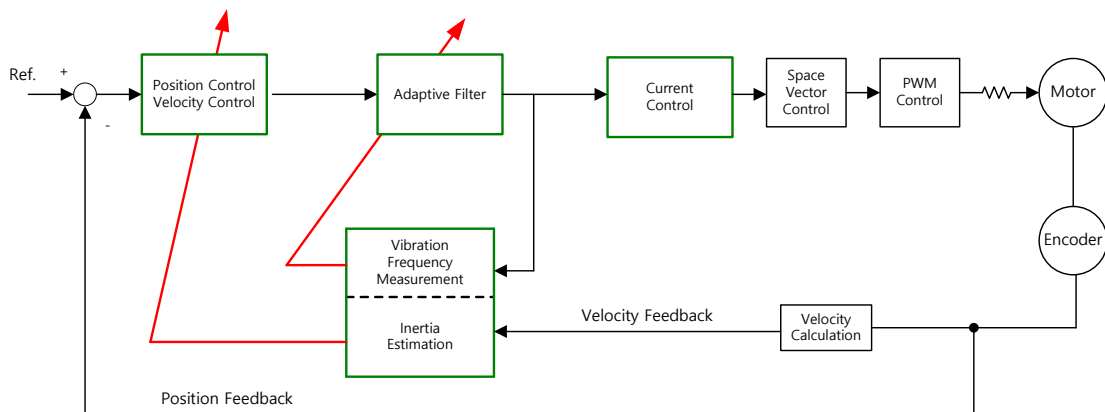 Ref.
+
-
Position Control
Velocity Control
Adaptive Filter
Current
Control
Space
Vector
Control
PWM
Control
Motor
Encoder
Vibration
Frequency
Measurement
Inertia
Estimation
Velocity Feedback
Velocity
Calculation
Position Feedback